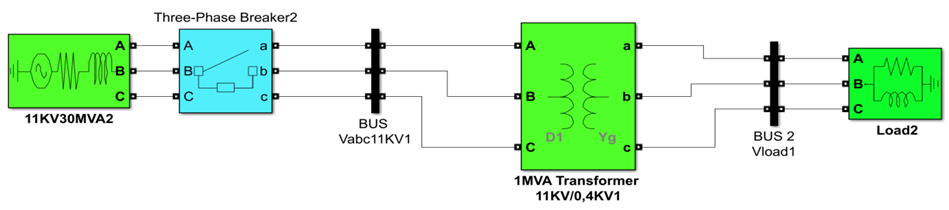 Three-Phase Breaker2
A
B
C
A
B
C
a
b
c
A
B
C
D1
Yg
a
b
c
A
B
C
11KV30MVA2
BUS
Vabc11KV1
1MVA Transformer
11KV/0,4KV1
BUS 2
Vload1
Load2